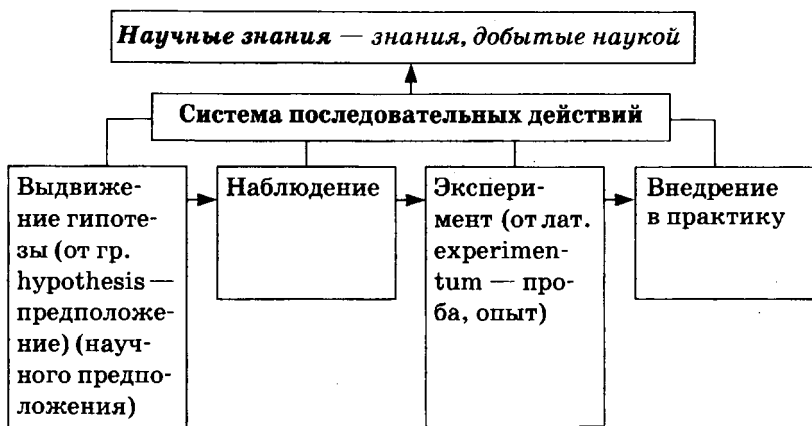 Научные знания — знания, добытые наукой
Система последовательных действий
Выдвиже-
ние гипоте-
зы (от гр.
hypothesis —
предположе-
ние) (науч-
ного предпо-
ложения)
Наблюдение
Экспери-
мент (от лат.
experimen-
tum — про-
ба, опыт)
Внедрение
в практику